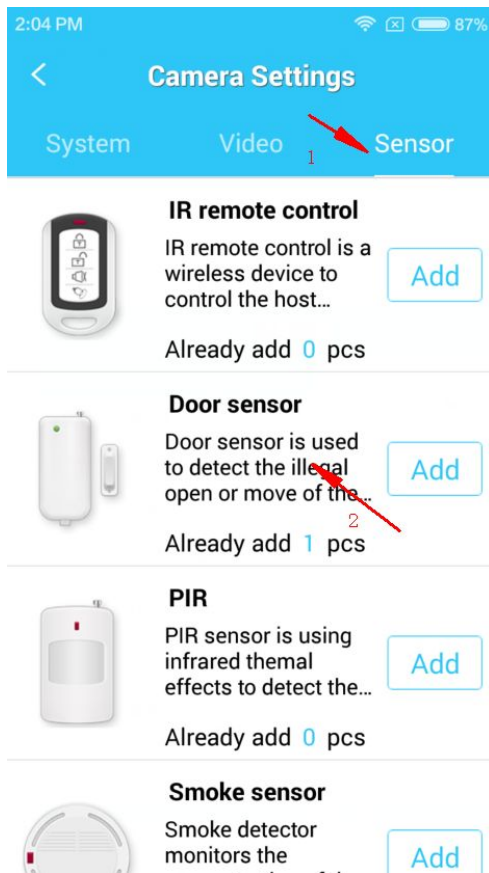 2:04 PM 87%
Camera Settings
System Video 1 Sensor
IR remote control
IR remote control is a
wireless device to
control the host...
Add
Already add 0 pcs
Door sensor
Door sensor is used
to detect the illegal
open or move of the...
Add
2
Already add 1 pcs
PIR
PIR sensor is using
infrared themal
effects to detect the...
Add
Already add 0 pcs
Smoke sensor
Smoke detector
monitors the
Add